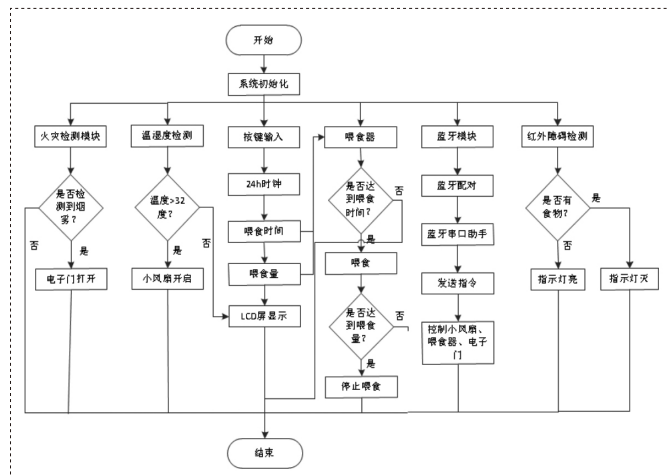 开始
系统初始化
火灾检测模块
温湿度检测
按键输入
喂食器
蓝牙模块
红外障碍检测
是否检
测到烟
雾？
否
是
电子门打开
温度>32
度？
否
是
小风扇开启
24h时钟
喂食时间
喂食量
LCD屏显示
是否达
到喂食
时间？
否
是
喂食
是否达
到喂食
量？
否
是
停止喂食
蓝牙配对
蓝牙串口助手
发送指令
控制小风扇、
喂食器、电子
门
是否有
食物？
是
否
指示灯亮
指示灯灭
结束